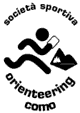 società sportiva
orienteering
como